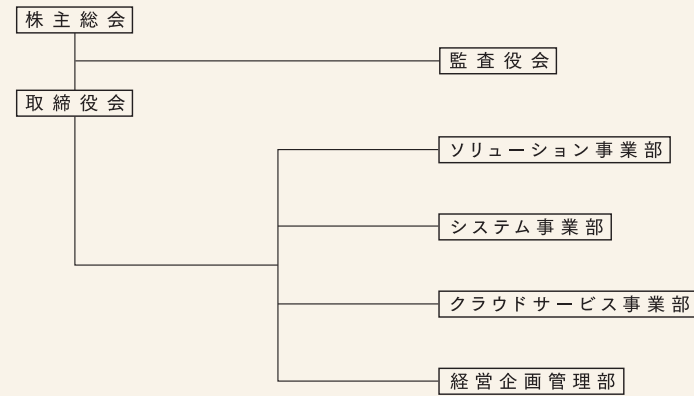 株主総会
監査役会
取締役会
ソリューション事業部
システム事業部
クラウドサービス事業部
経営企画管理部